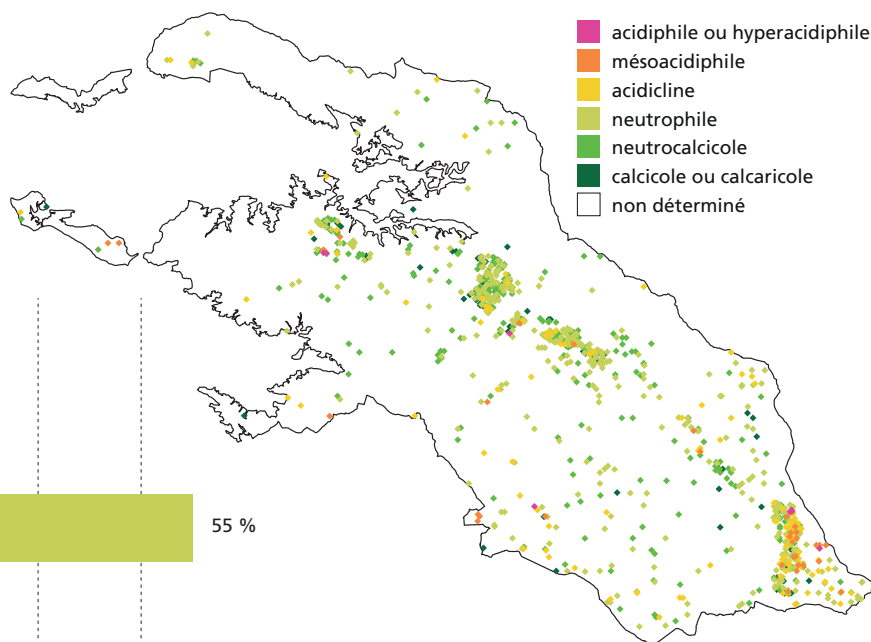 acidiphile ou hyperacidiphile
mésoacidiphile
acidicline
neutrophile
neutrocalcicole
calcicole ou calcaricole
non déterminé
55 %